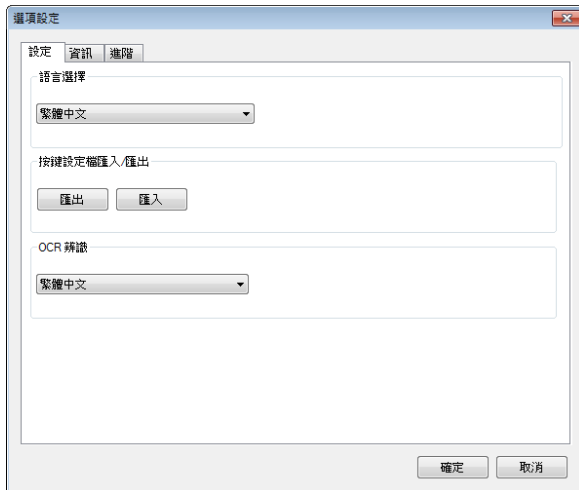 選項設定
設定 資訊 進階
語言選擇
繁體中文
按鍵設定檔匯入/匯出
匯出 匯入
OCR 辨識
繁體中文
確定 取消